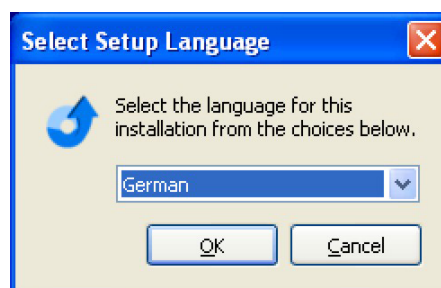 Select Setup Language
Select the language for this
installation from the choices below.
German
OK
Cancel